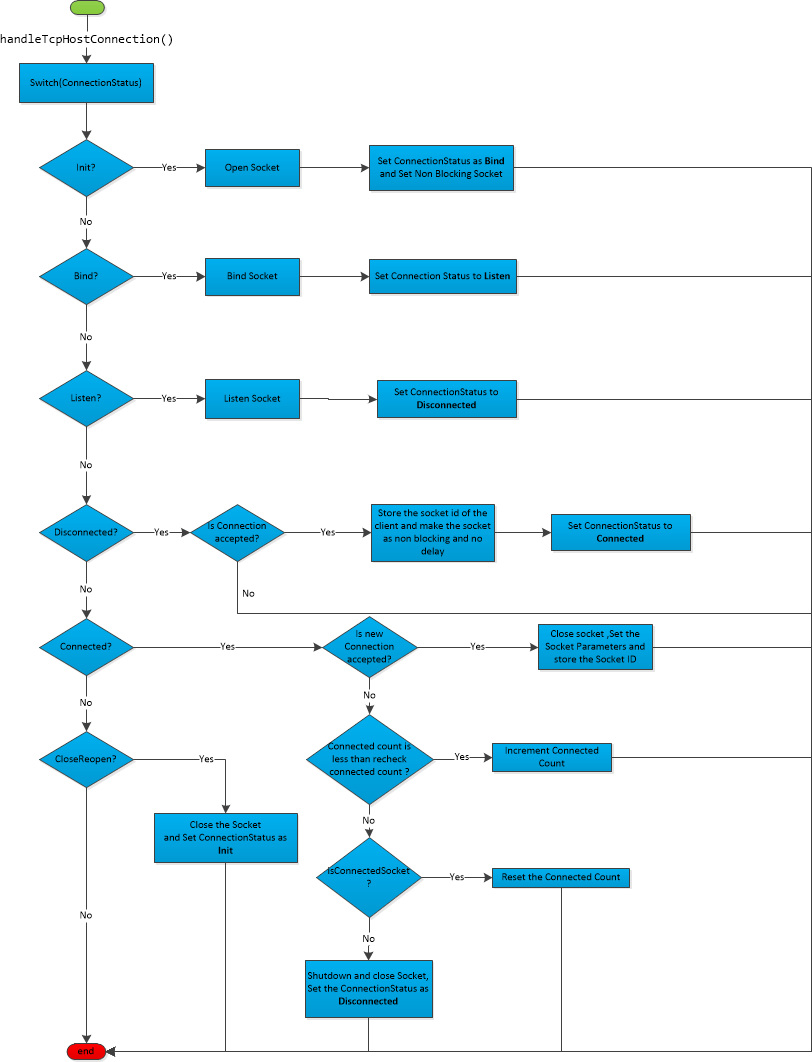 handleTcpHostConnection()
Switch(ConnectionStatus)
Init?
Yes
Open Socket
Set ConnectionStatus as Bind
and Set Non Blocking Socket
No
Bind?
Yes
Bind Socket
Set Connection Status to Listen
No
Listen?
Yes
Listen Socket
Set ConnectionStatus to
Disconnected
No
Disconnected?
Yes
Is Connection
accepted?
Yes
Store the socket id of the
client and make the socket
as non blocking and no
delay
Set ConnectionStatus to
Connected
No
No
Connected?
Yes
Is new
Connection
accepted?
Yes
Close socket ,Set the
Socket Parameters and
store the Socket ID
No
No
CloseReopen?
Yes
Connected count is
less than recheck
connected count ?
Yes
Increment Connected
Count
Close the Socket
and Set ConnectionStatus as
Init
No
IsConnectedSocket
?
Yes
Reset the Connected Count
No
No
Shutdown and close Socket,
Set the ConnectionStatus as
Disconnected
end